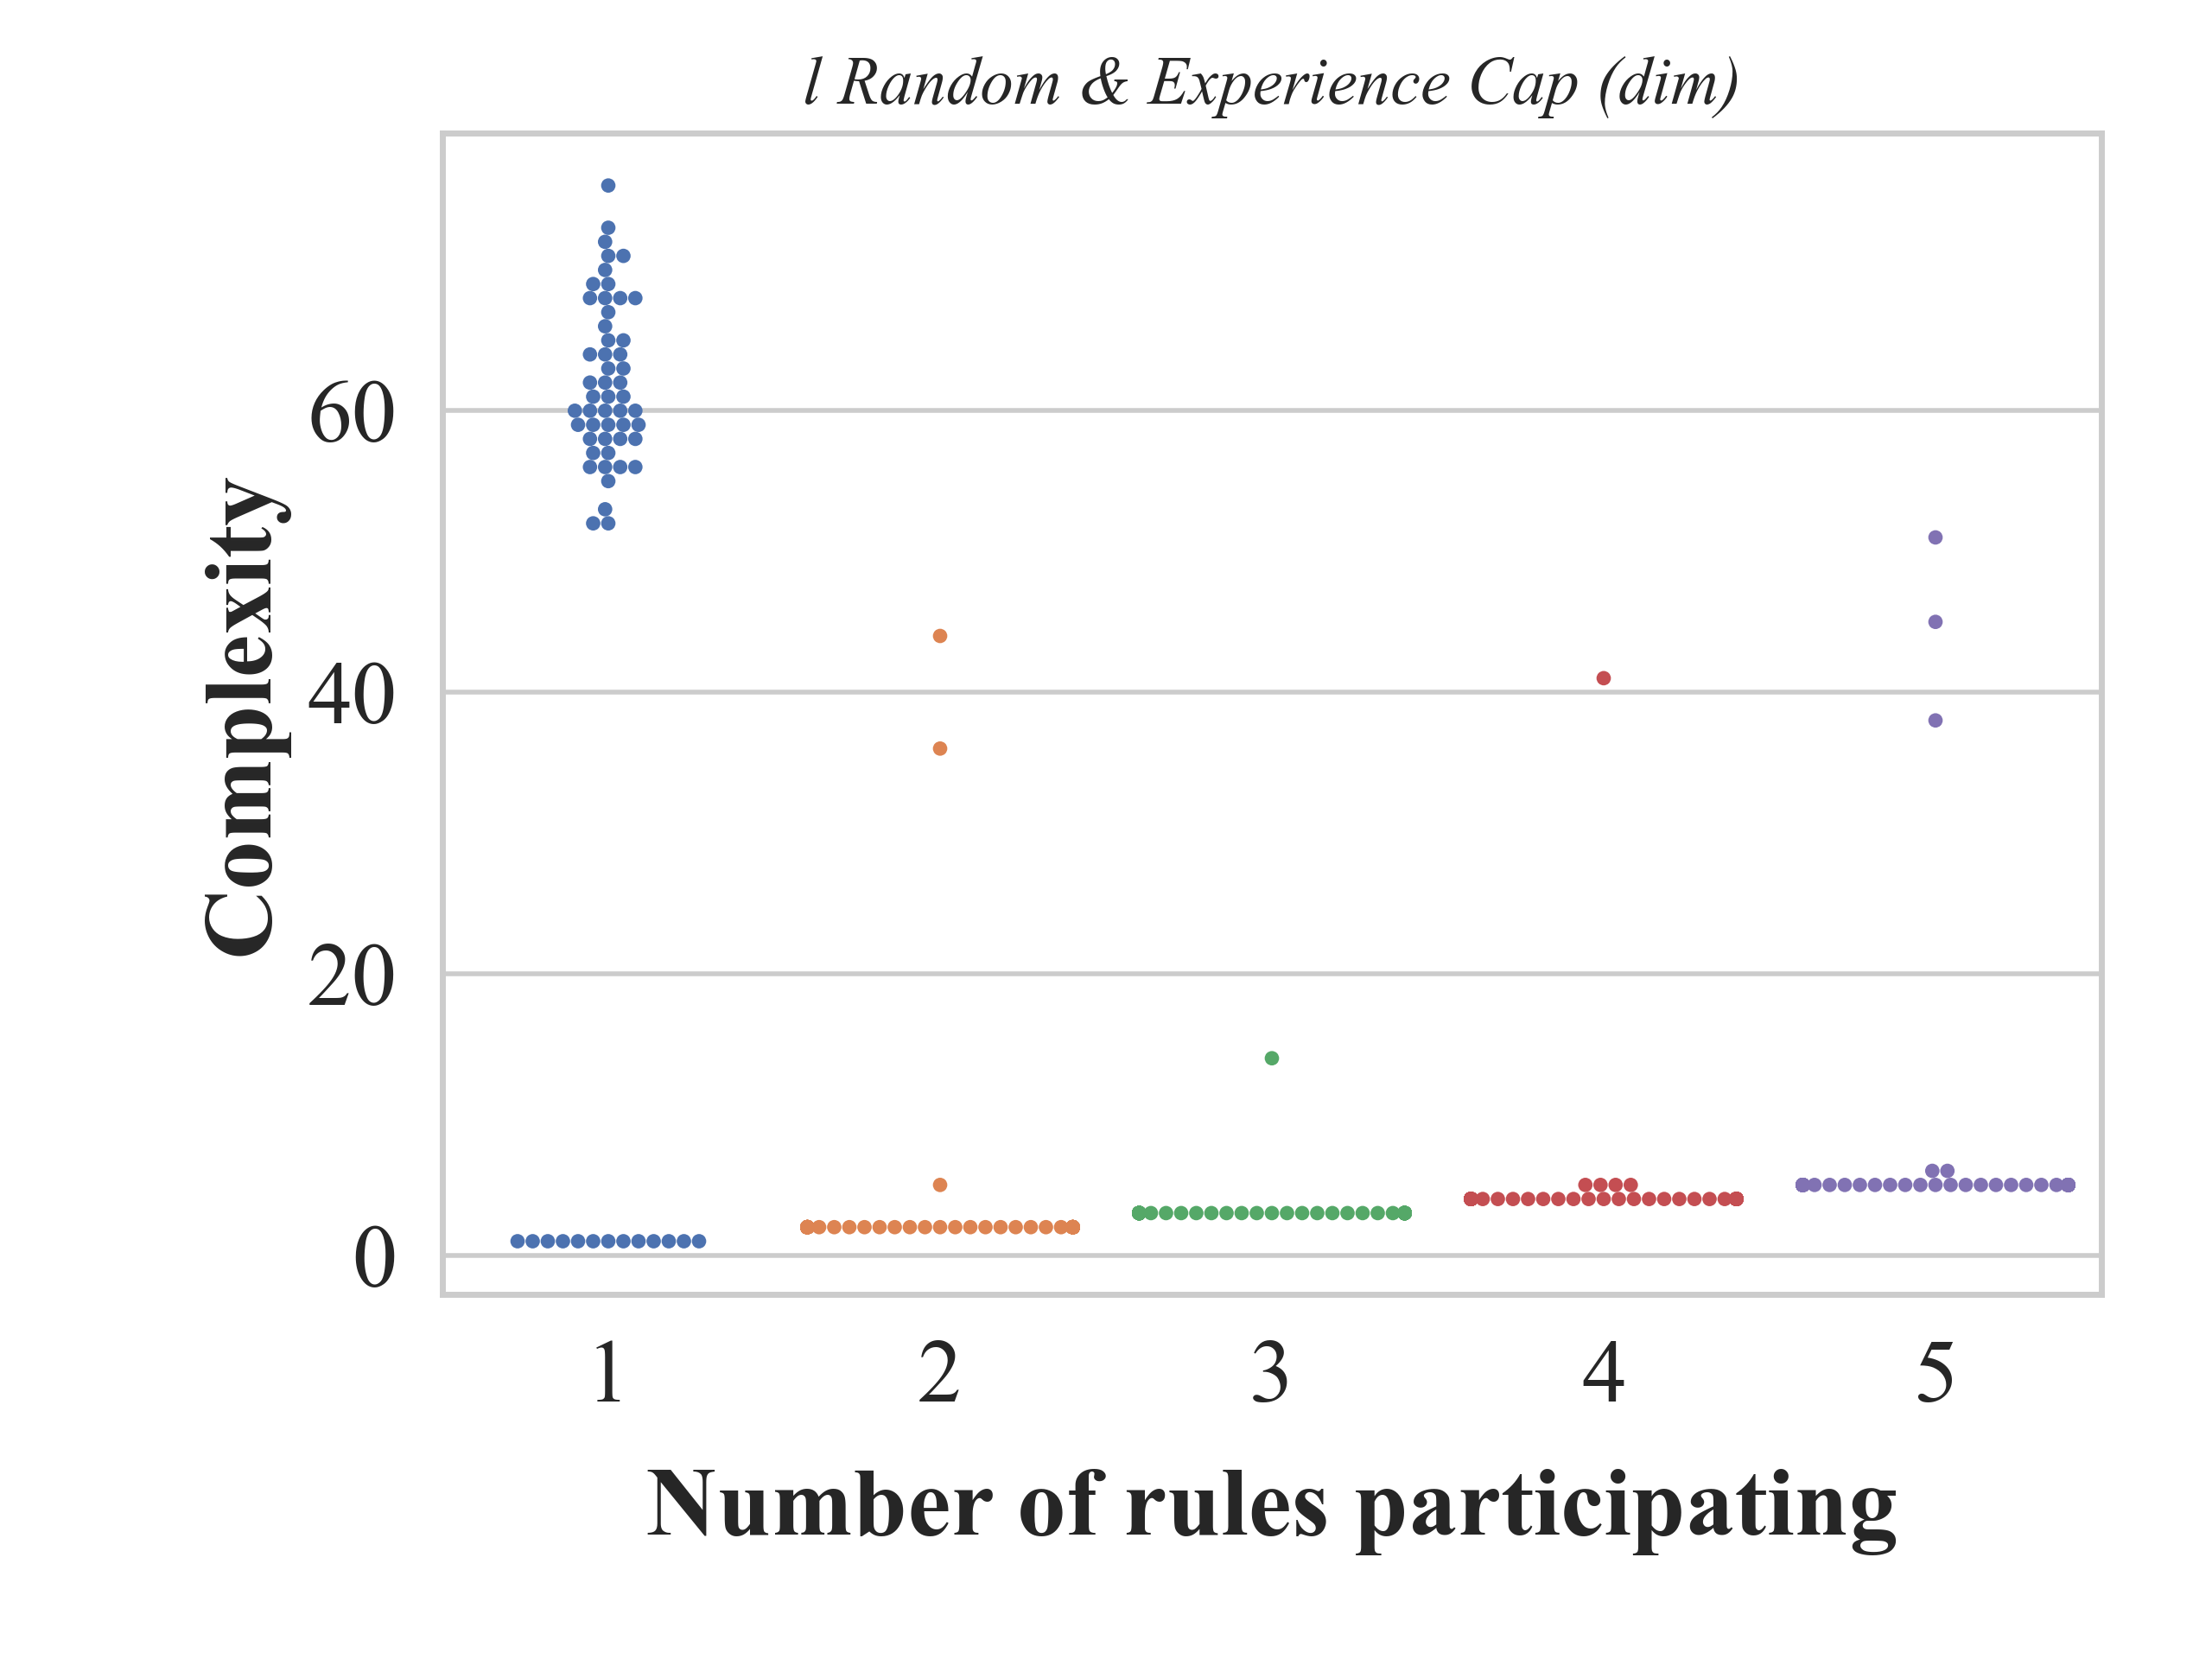 l Random & Experience Cap (dim)
Complexity
60
40
20
0
1 2 3 4 5
Number of rules participating